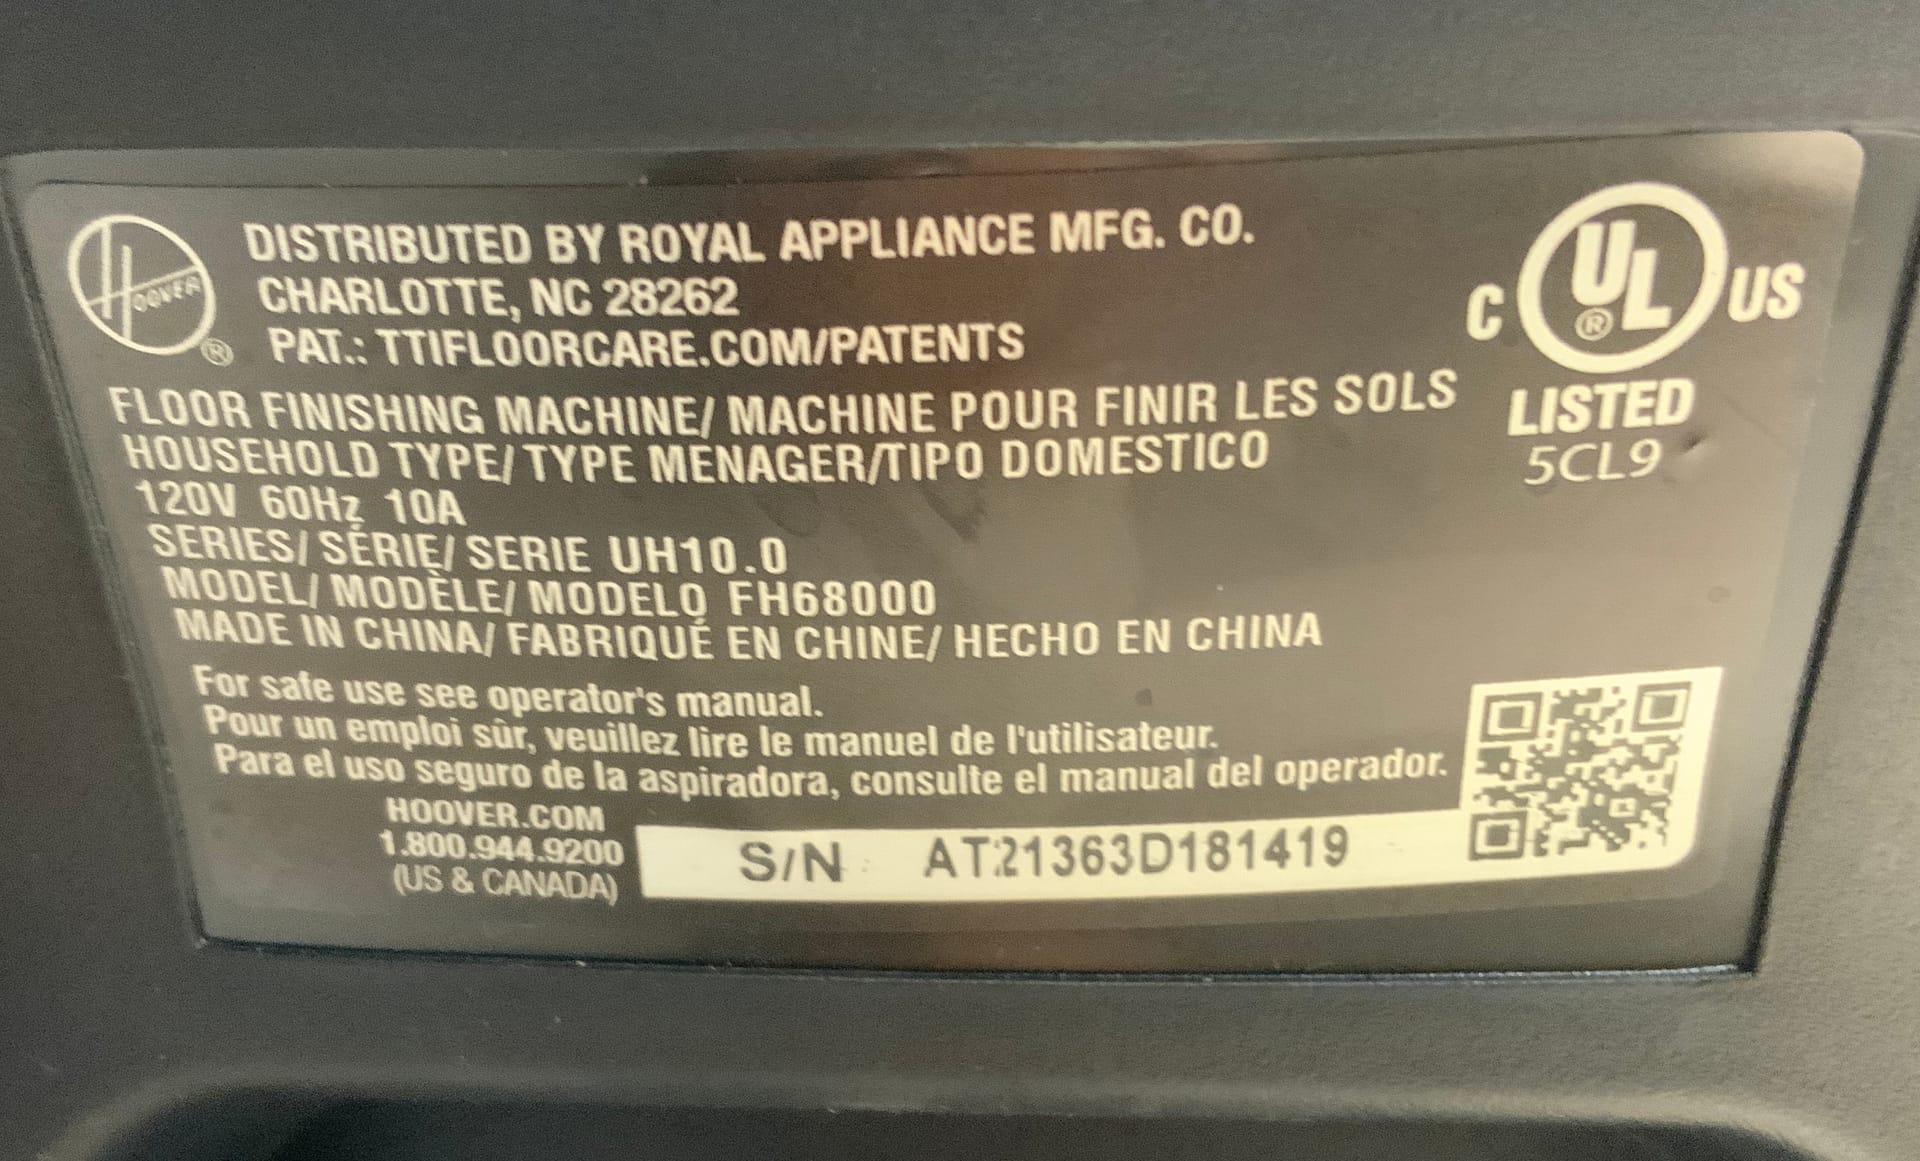 HOOVER ®
DISTRIBUTED BY ROYAL APPLIANCE MFG. CO.
CHARLOTTE, NC 28262
PAT.: TTIFLOORCARE.COM/PATENTS
C UL ® US
LISTED
5CL9
FLOOR FINISHING MACHINE/ MACHINE POUR FINIR LES SOLS
HOUSEHOLD TYPE/ TYPE MENAGER/TIPO DOMESTICO
120V 60Hz 10A
SERIES/ SÉRIE/ SERIE UH10.0
MODEL/ MODÈLE/ MODELO FH68000
MADE IN CHINA/ FABRIQUÉ EN CHINE/ HECHO EN CHINA
For safe use see operator's manual.
Pour un emploi sûr, veuillez lire le manuel de l'utilisateur.
Para el uso seguro de la aspiradora, consulte el manual del operador.
HOOVER.COM
1.800.944.9200
(US & CANADA)
S/N AT21363D181419